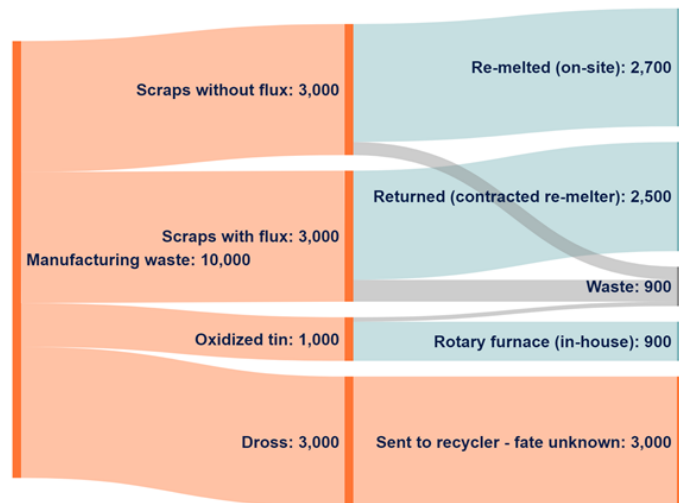 Re-melted (on-site): 2,700
Scraps without flux: 3,000
Returned (contracted re-melter): 2,500
Scraps with flux: 3,000
Manufacturing waste: 10,000
Waste: 900
Oxidized tin: 1,000
Rotary furnace (in-house): 900
Dross: 3,000
Sent to recycler - fate unknown: 3,000